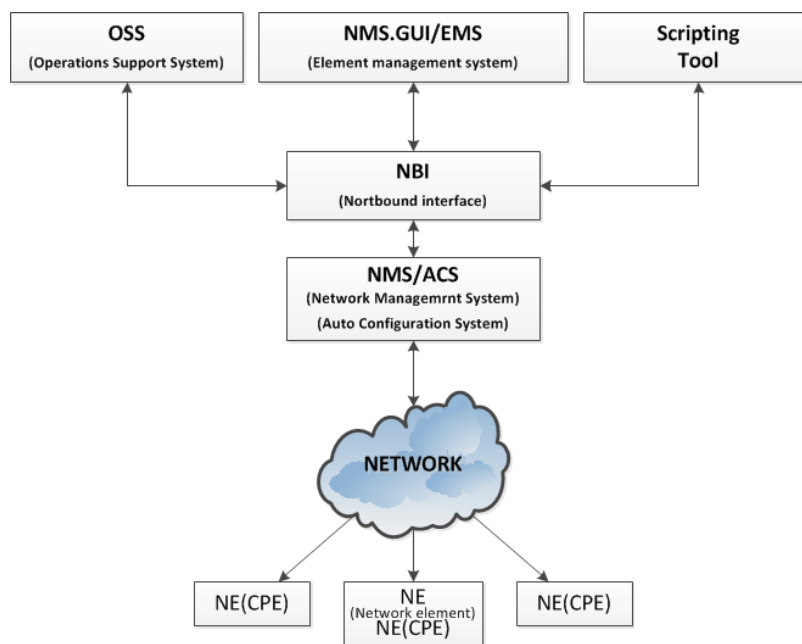 OSS
(Operations Support System)
NMS.GUI/EMS
(Element management system)
Scripting
Tool
NBI
(Nortbound interface)
NMS/ACS
(Network Managemrnt System)
(Auto Configuration System)
NETWORK
NE(CPE)
NE
(Network element)
NE(CPE)
NE(CPE)